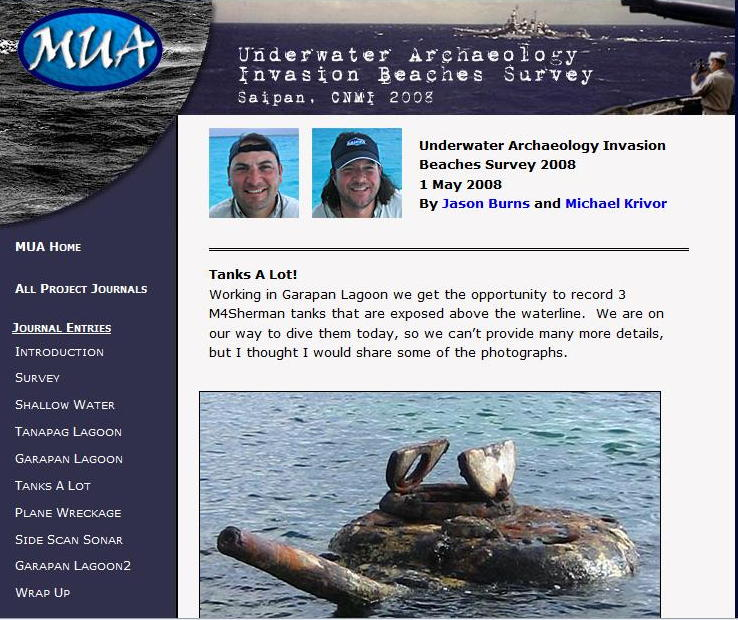 MUA
Underwater Archaeology
Invasion Beaches Survey
Saipan, CNMI 2008
Underwater Archaeology Invasion
Beaches Survey 2008
1 May 2008
By Jason Burns and Michael Krivor
MUA Home
All Project Journals
Journal Entries
Introduction
Survey
Shallow Water
Tanapag Lagoon
Garapan Lagoon
Tanks A Lot
Plane Wreckage
Side Scan Sonar
Garapan Lagoon2
Wrap Up
Tanks A Lot!
Working in Garapan Lagoon we get the opportunity to record 3
M4Sherman tanks that are exposed above the waterline.  We are on
our way to dive them today, so we can’t provide many more details,
but I thought I would share some of the photographs.